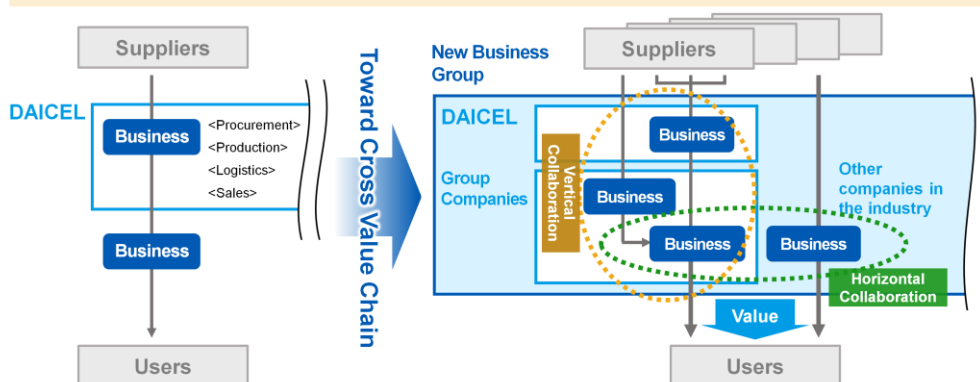 Suppliers
DAICEL
Business
<Procurement>
<Production>
<Logistics>
<Sales>
Business
Users
Toward Cross Value Chain
New Business
Group
Suppliers
DAICEL
Business
Vertical
Collaboration
Group
Companies
Business
Business
Other
companies in
the industry
Business
Horizontal
Collaboration
Value
Users